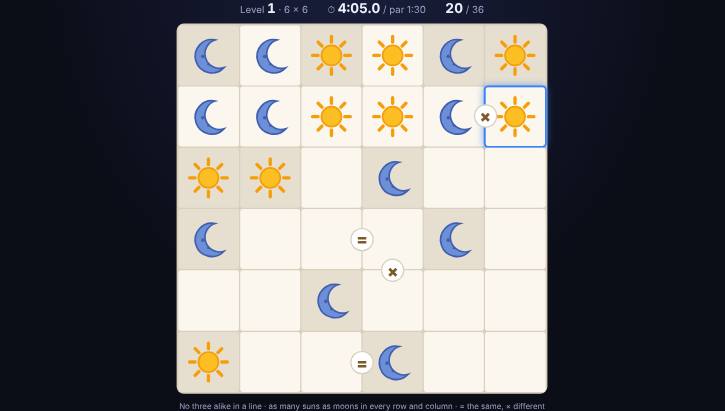 Level 1 · 6 × 6 ⏱ 4:05.0 / par 1:30 20 / 36
×
=
×
=
No three alike in a line · as many suns as moons in every row and column · = the same, × different